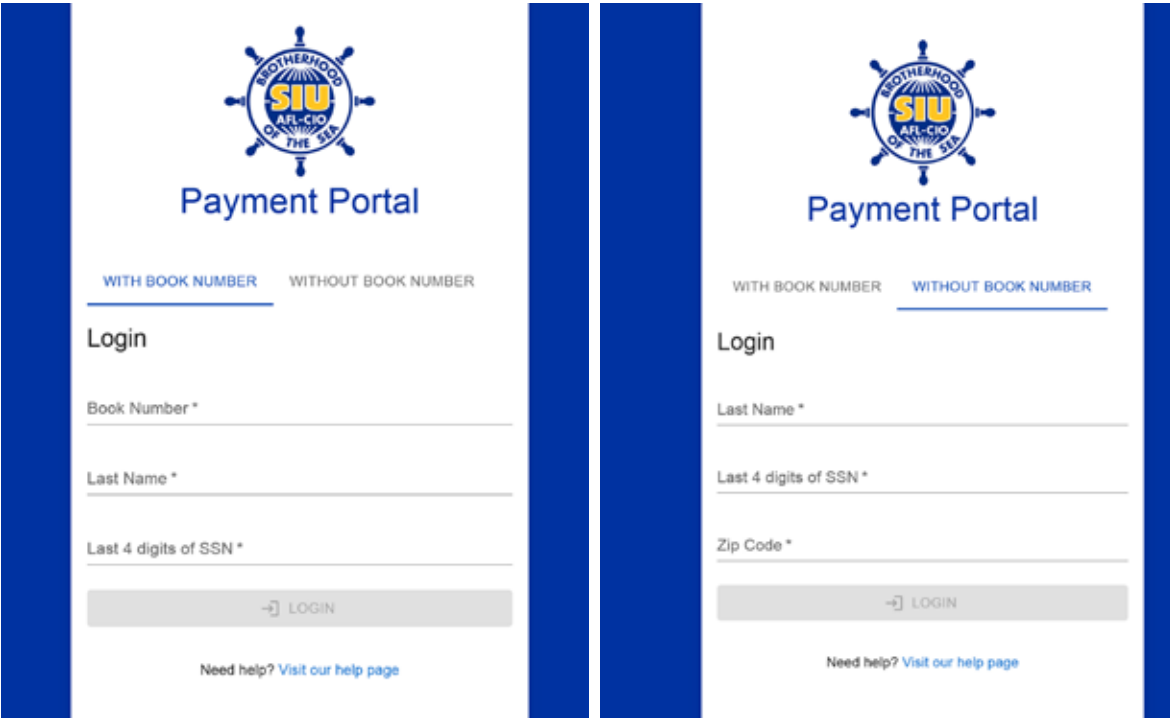 BROTHERHOOD
SIU
AFL-CIO
OF THE SEA
Payment Portal
WITH BOOK NUMBER WITHOUT BOOK NUMBER
Login
Book Number *
Last Name *
Last 4 digits of SSN *
LOGIN
Need help? Visit our help page
BROTHERHOOD
SIU
AFL-CIO
OF THE SEA
Payment Portal
WITH BOOK NUMBER WITHOUT BOOK NUMBER
Login
Last Name *
Last 4 digits of SSN *
Zip Code *
LOGIN
Need help? Visit our help page